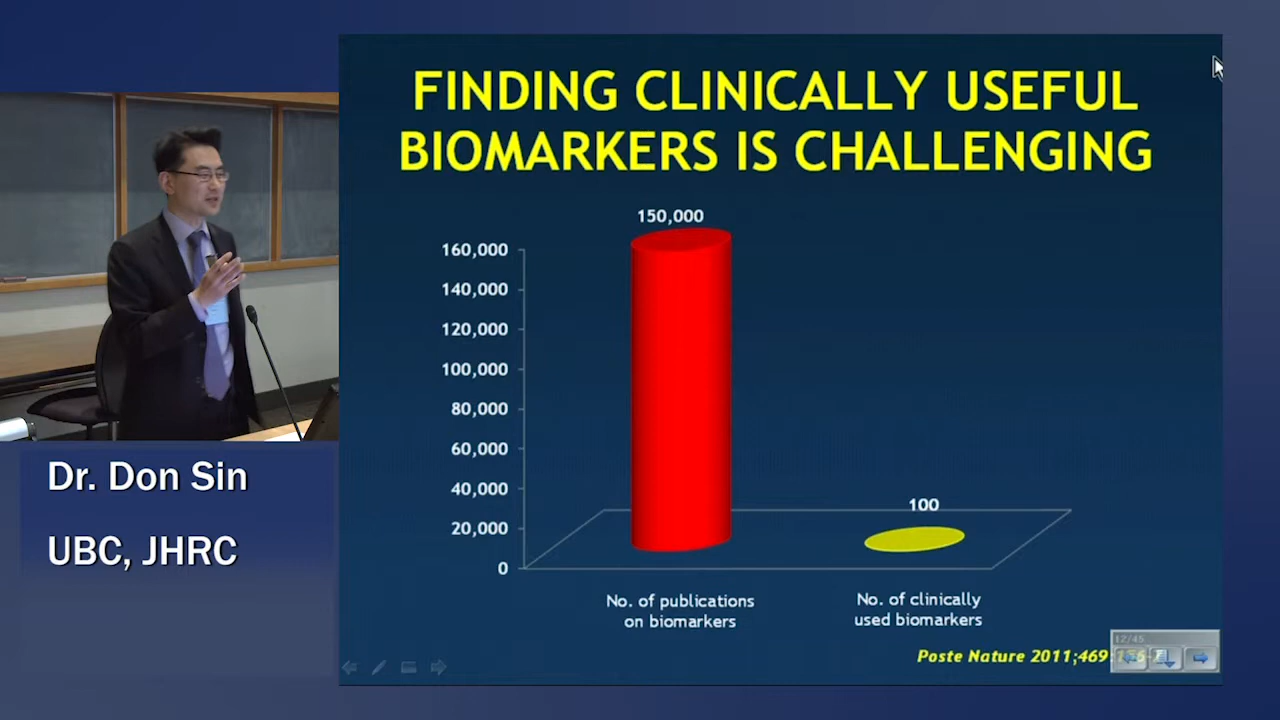 FINDING CLINICALLY USEFUL
BIOMARKERS IS CHALLENGING
150,000
160,000
140,000
120,000
100,000
80,000
60,000
40,000
20,000
0
100
No. of publications
on biomarkers
No. of clinically
used biomarkers
Poste Nature 2011;469:
12/45
Dr. Don Sin
UBC, JHRC